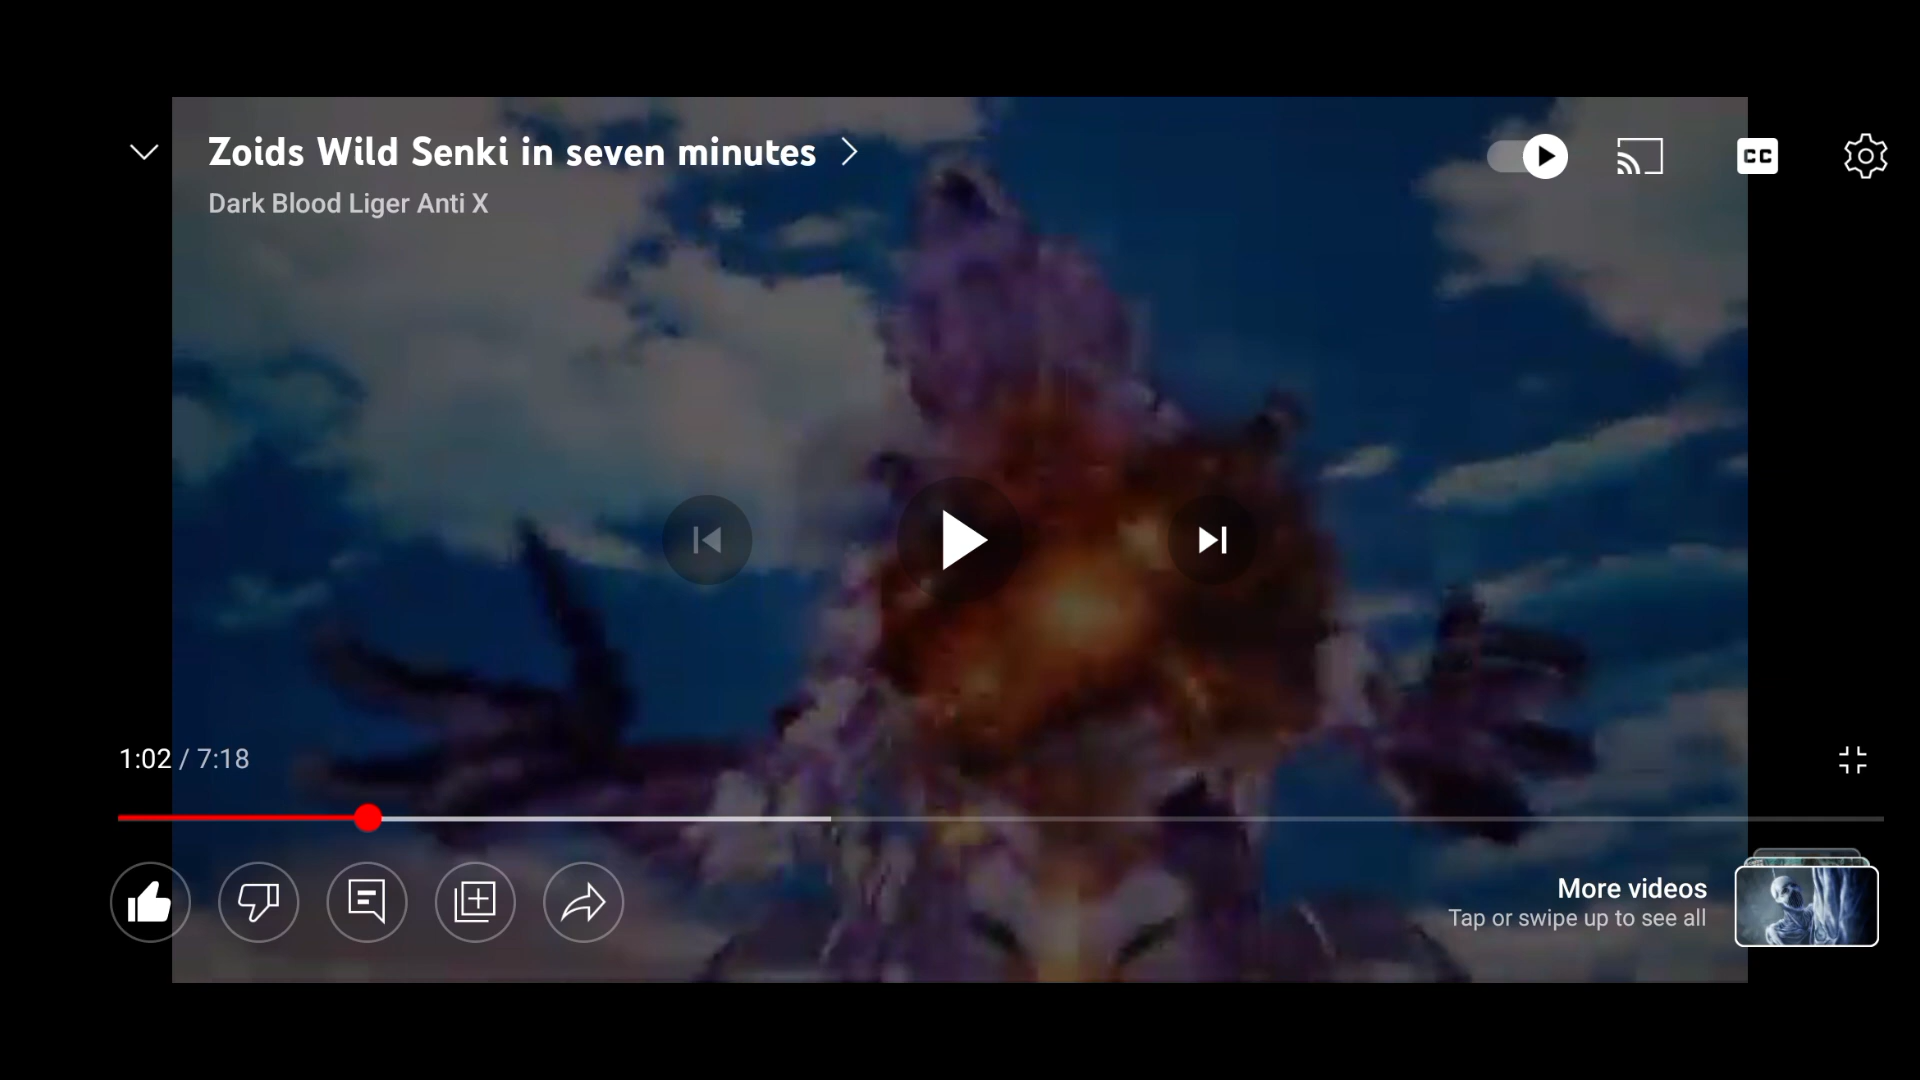 Zoids Wild Senki in seven minutes
Dark Blood Liger Anti X
CC
1:02 / 7:18
More videos
Tap or swipe up to see all